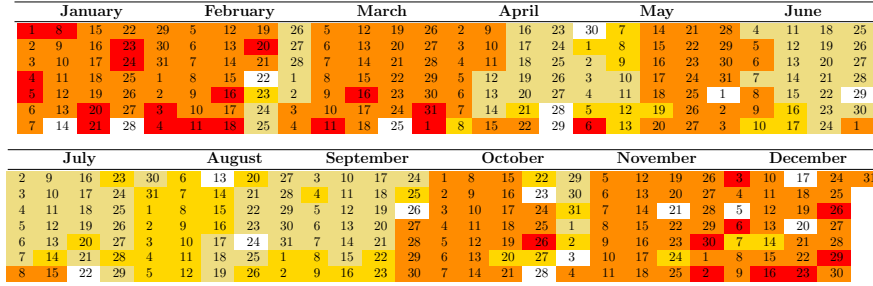 January February March April May June
1 8 15 22 29 5 12 19 26 5 12 19 26 2 9 16 23 30 7 14 21 28 4 11 18 25
2 9 16 23 30 6 13 20 27 6 13 20 27 3 10 17 24 1 8 15 22 29 5 12 19 26
3 10 17 24 31 7 14 21 28 7 14 21 28 4 11 18 25 2 9 16 23 30 6 13 20 27
4 11 18 25 1 8 15 22 1 8 15 22 29 5 12 19 26 3 10 17 24 31 7 14 21 28
5 12 19 26 2 9 16 23 2 9 16 23 30 6 13 20 27 4 11 18 25 1 8 15 22 29
6 13 20 27 3 10 17 24 3 10 17 24 31 7 14 21 28 5 12 19 26 2 9 16 23 30
7 14 21 28 4 11 18 25 4 11 18 25 1 8 15 22 29 6 13 20 27 3 10 17 24 1
July August September October November December
2 9 16 23 30 6 13 20 27 3 10 17 24 1 8 15 22 29 5 12 19 26 3 10 17 24 31
3 10 17 24 31 7 14 21 28 4 11 18 25 2 9 16 23 30 6 13 20 27 4 11 18 25
4 11 18 25 1 8 15 22 29 5 12 19 26 3 10 17 24 31 7 14 21 28 5 12 19 26
5 12 19 26 2 9 16 23 30 6 13 20 27 4 11 18 25 1 8 15 22 29 6 13 20 27
6 13 20 27 3 10 17 24 31 7 14 21 28 5 12 19 26 2 9 16 23 30 7 14 21 28
7 14 21 28 4 11 18 25 1 8 15 22 29 6 13 20 27 3 10 17 24 1 8 15 22 29
8 15 22 29 5 12 19 26 2 9 16 23 30 7 14 21 28 4 11 18 25 2 9 16 23 30